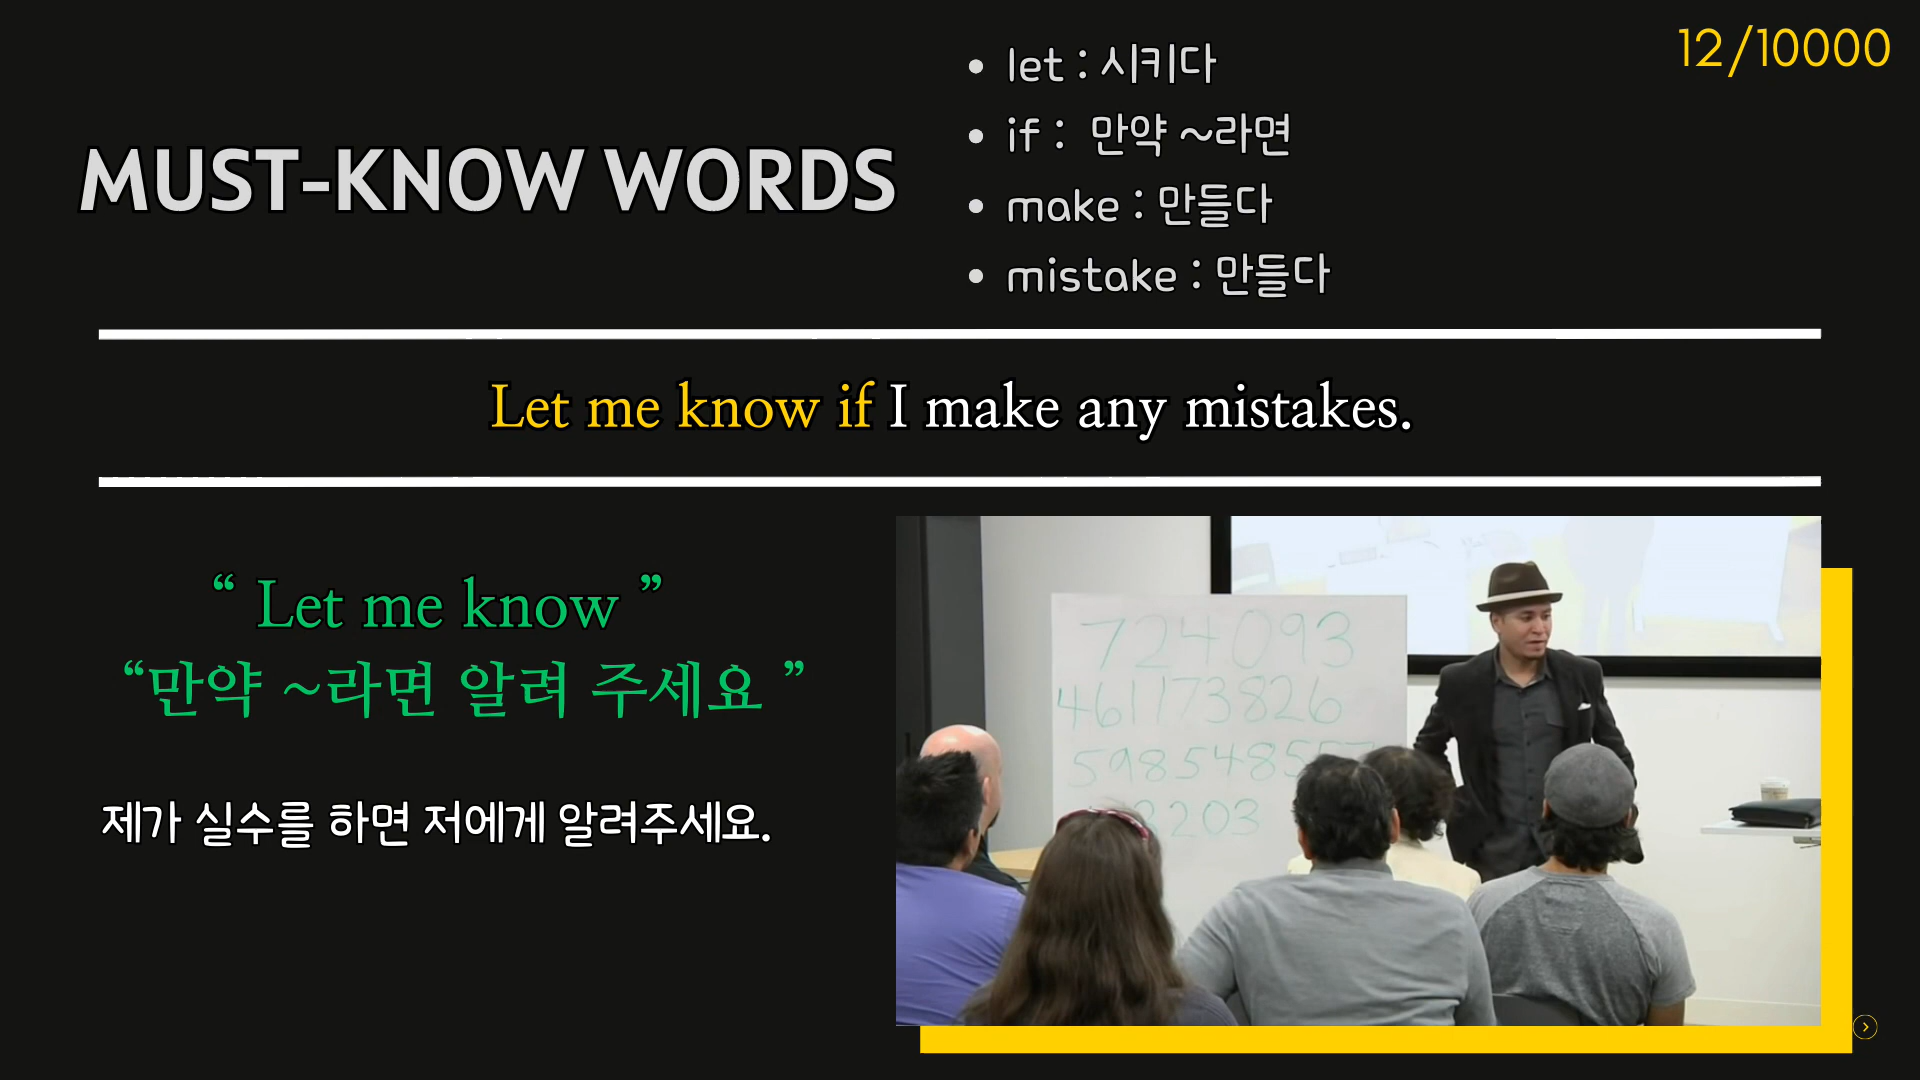 12/10000
MUST-KNOW WORDS
• let : 시키다
• if :  만약 ~라면
• make : 만들다
• mistake : 만들다
Let me know if I make any mistakes.
“ Let me know ”
“만약 ~라면 알려 주세요 ”
제가 실수를 하면 저에게 알려주세요.
724093
461173826
5985485
2203